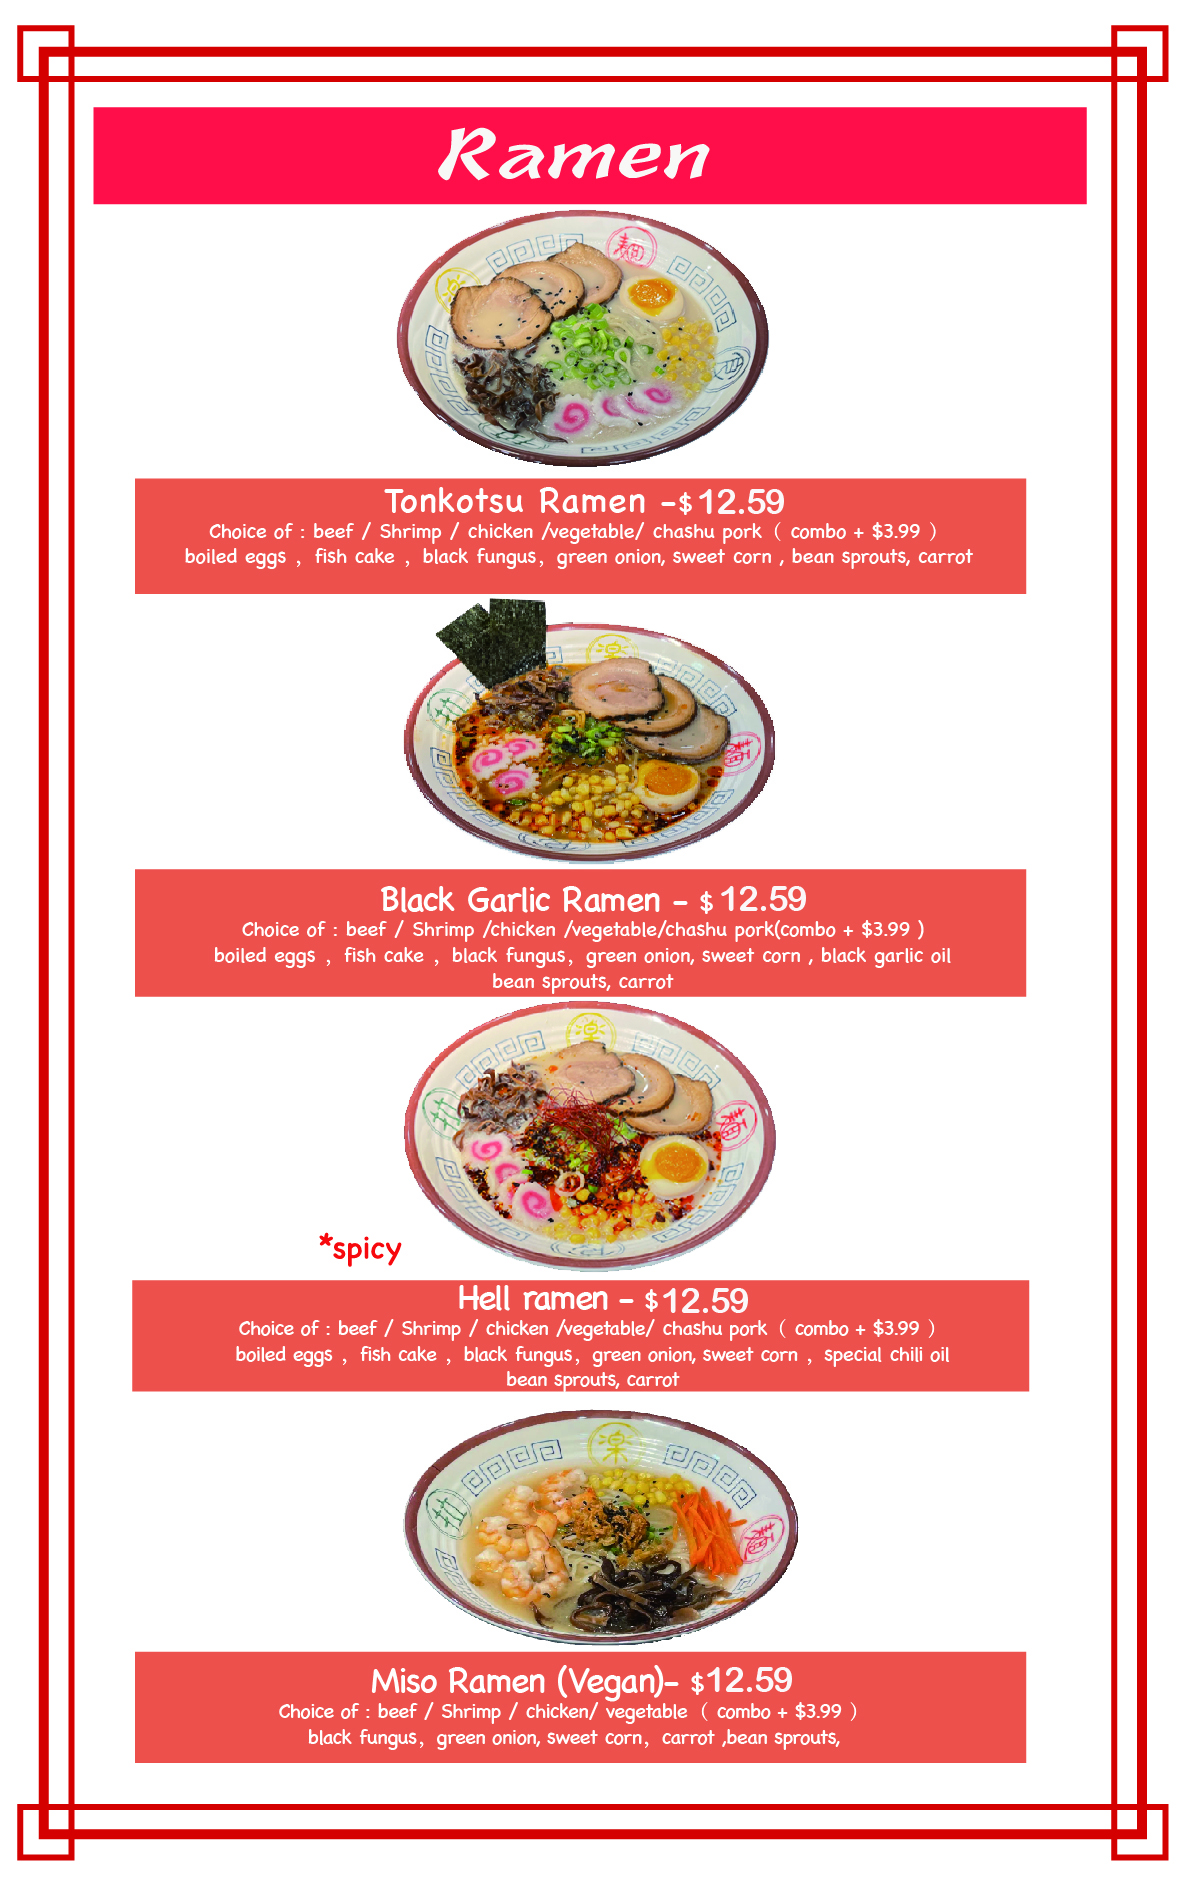 Ramen
Tonkotsu Ramen -$12.59
Choice of : beef / Shrimp / chicken /vegetable/ chashu pork ( combo + $3.99 )
boiled eggs , fish cake , black fungus, green onion, sweet corn , bean sprouts, carrot
Black Garlic Ramen - $12.59
Choice of : beef / Shrimp /chicken /vegetable/chashu pork(combo + $3.99 )
boiled eggs , fish cake , black fungus, green onion, sweet corn , black garlic oil
bean sprouts, carrot
*spicy
Hell ramen - $12.59
Choice of : beef / Shrimp / chicken /vegetable/ chashu pork ( combo + $3.99 )
boiled eggs , fish cake , black fungus, green onion, sweet corn , special chili oil
bean sprouts, carrot
Miso Ramen (Vegan)- $12.59
Choice of : beef / Shrimp / chicken/ vegetable ( combo + $3.99 )
black fungus, green onion, sweet corn, carrot ,bean sprouts,